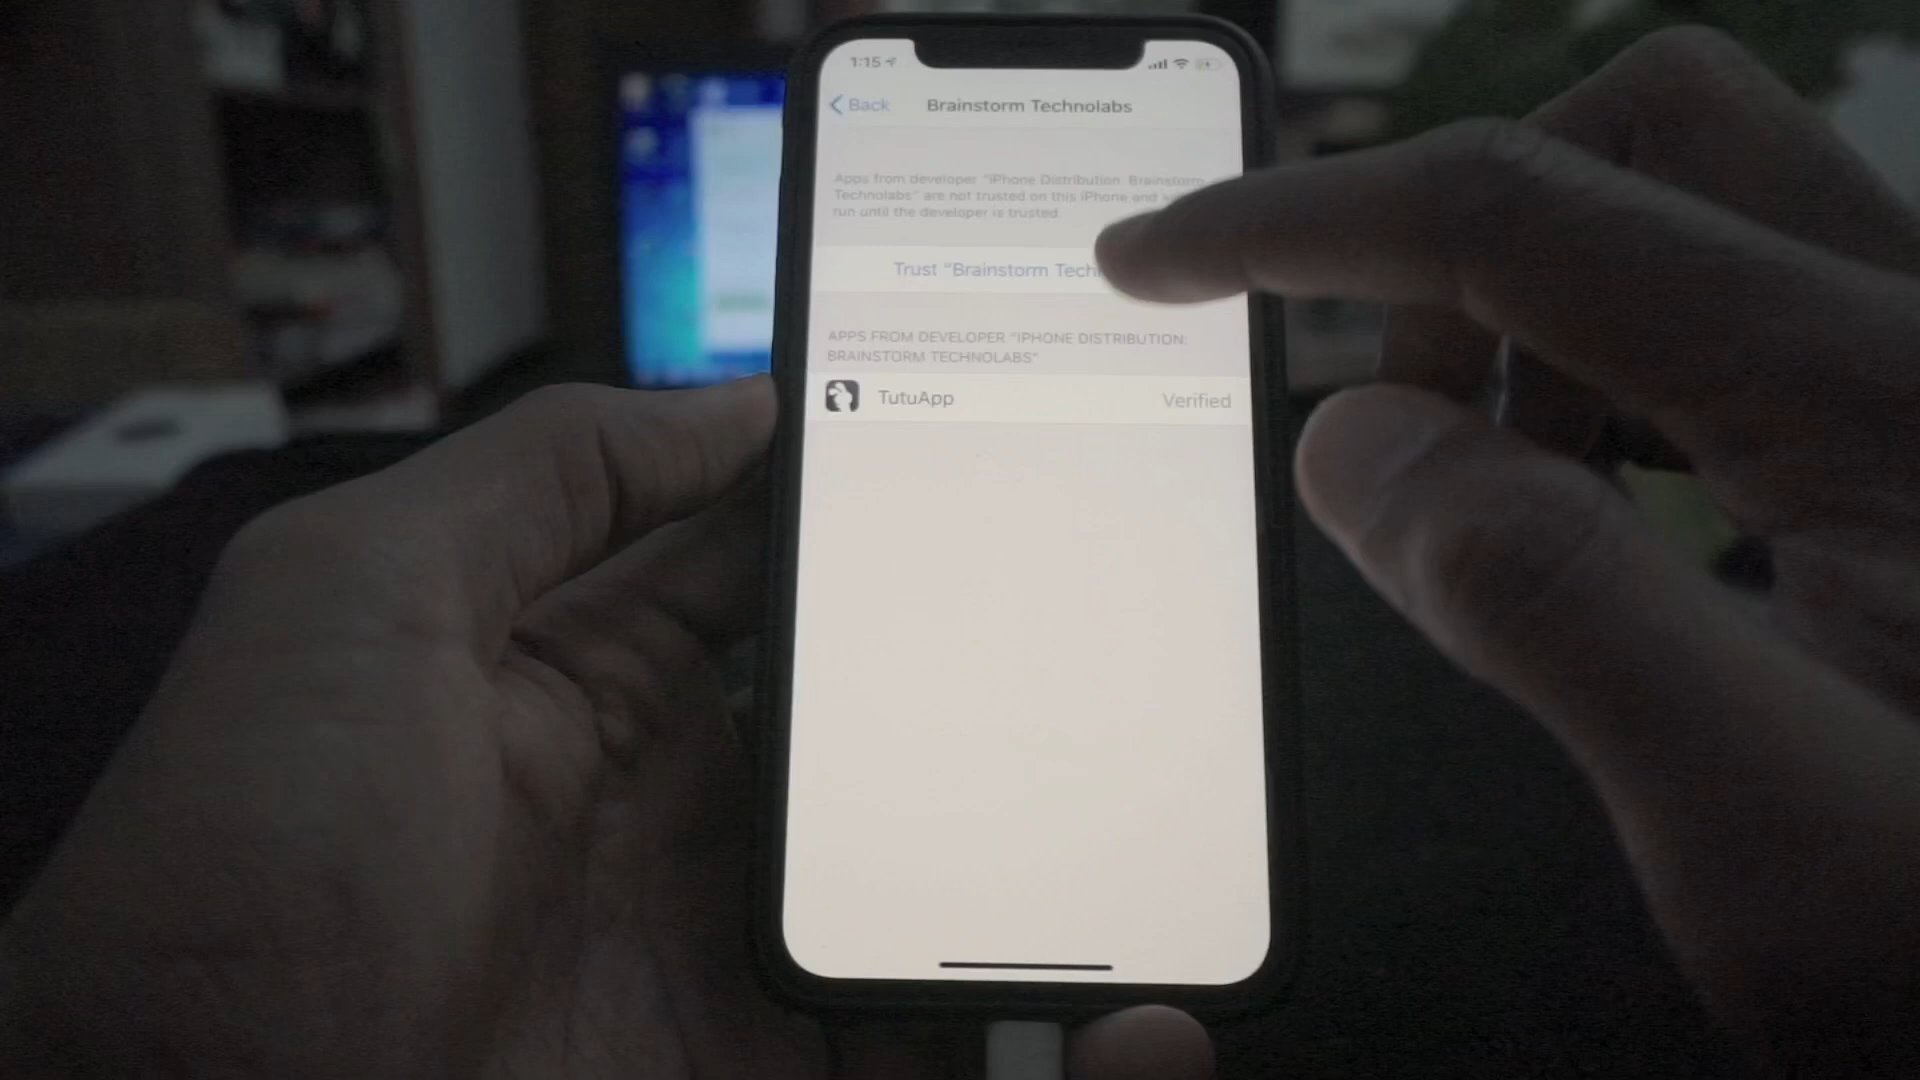 1:15
Back
Brainstorm Technolabs
Apps from developer "iPhone Distribution: Brainstorm
Technolabs" are not trusted on this iPhone and
run until the developer is trusted.
Trust "Brainstorm
APPS FROM DEVELOPER "IPHONE DISTRIBUTION:
BRAINSTORM TECHNOLABS"
TutuApp
Verified